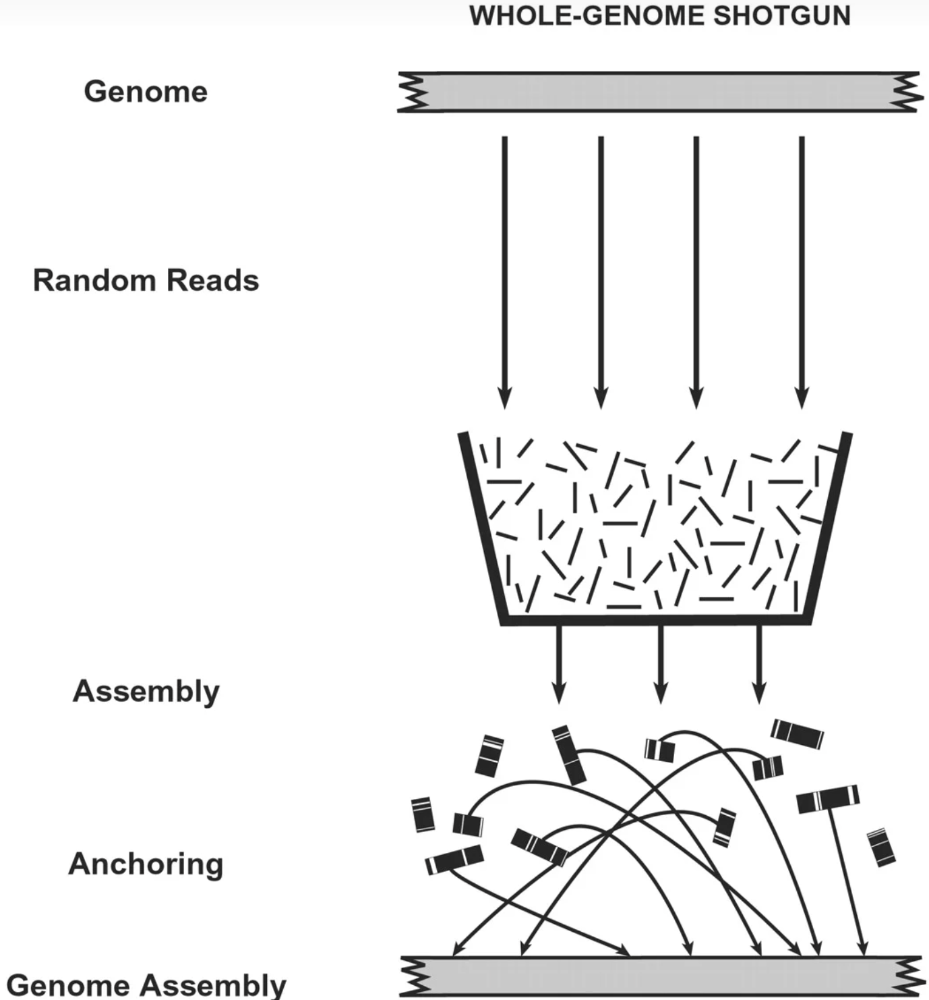 WHOLE-GENOME SHOTGUN
Genome
Random Reads
Assembly
Anchoring
Genome Assembly